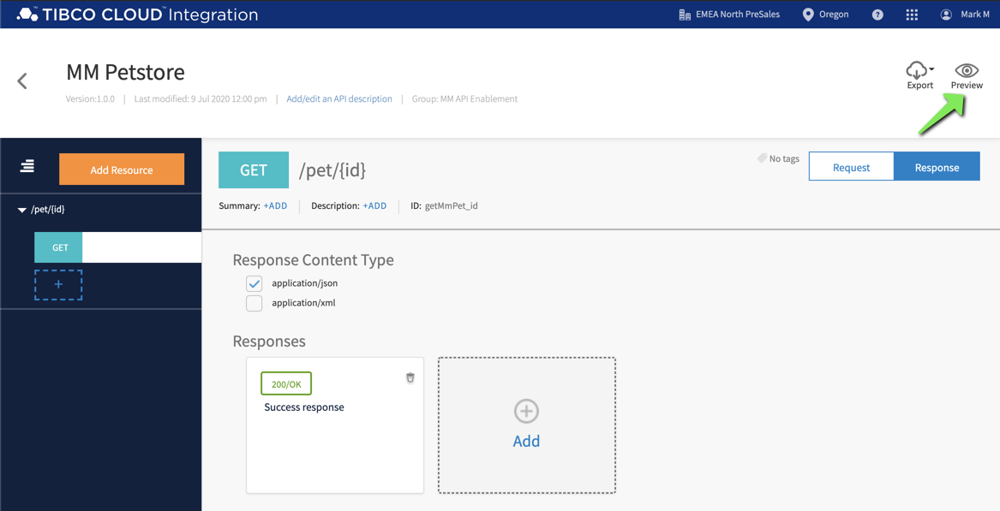 TIBCO CLOUD™ Integration
EMEA North PreSales
Oregon
?
Mark M
MM Petstore
Version:1.0.0 | Last modified: 9 Jul 2020 12:00 pm | Add/edit an API description | Group: MM API Enablement
Export
Preview
Add Resource
/pet/{id}
GET
+
GET /pet/{id}
No tags
Request
Response
Summary: +ADD | Description: +ADD | ID: getMmPet_id
Response Content Type
application/json
application/xml
Responses
200/OK
Success response
Add